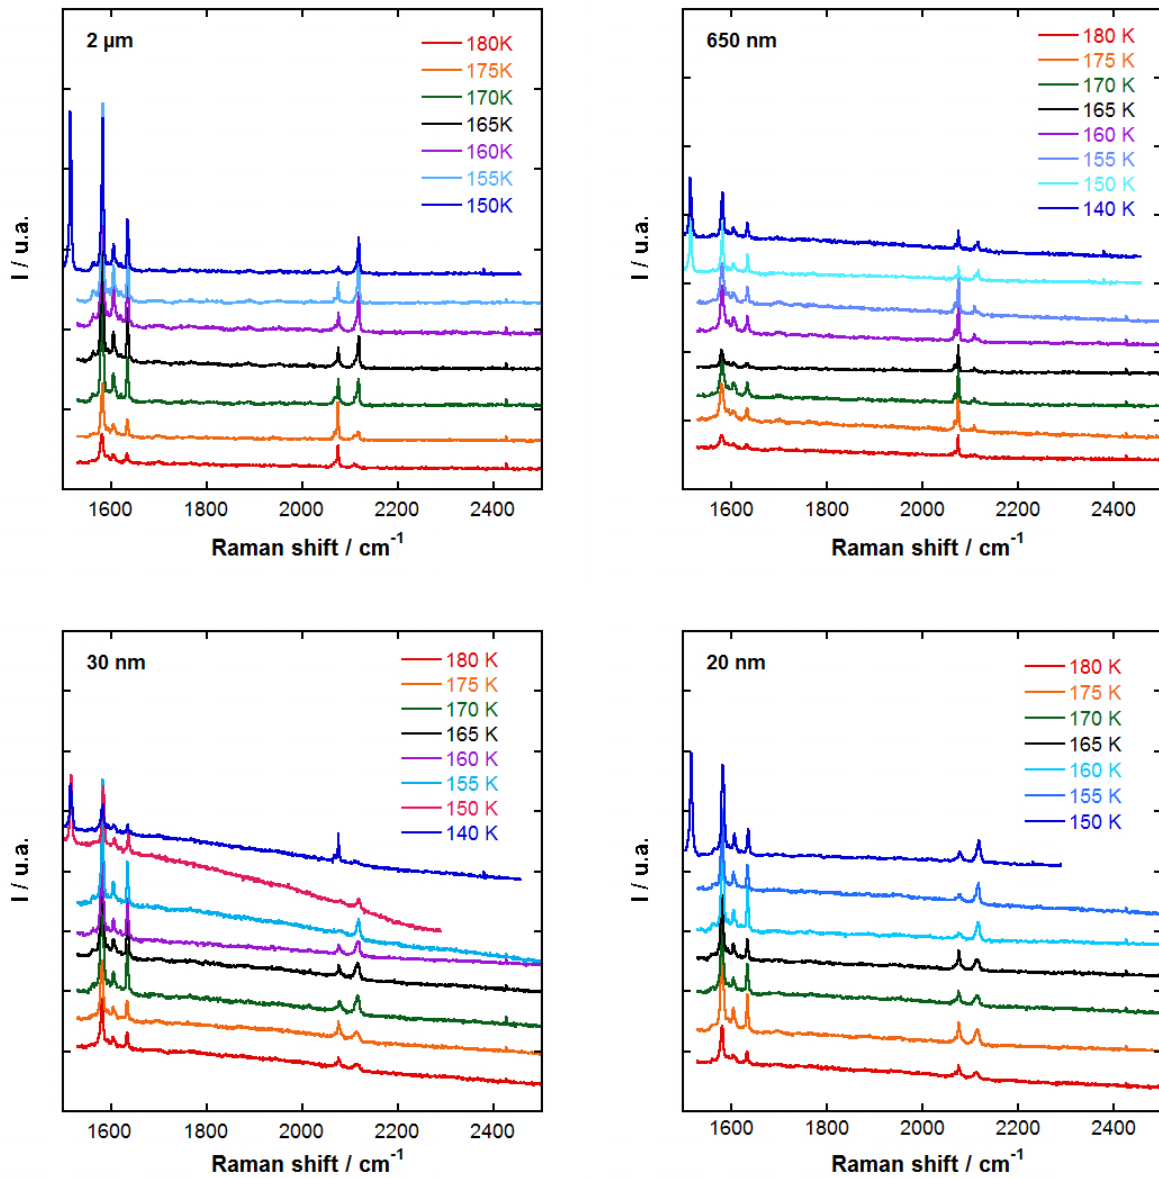 2 µm
180K
175K
170K
165K
160K
155K
150K
I / u.a.
1600 1800 2000 2200 2400
Raman shift / cm-1
650 nm
180 K
175 K
170 K
165 K
160 K
155 K
150 K
140 K
I / u.a.
1600 1800 2000 2200 2400
Raman shift / cm-1
30 nm
180 K
175 K
170 K
165 K
160 K
155 K
150 K
140 K
I / u.a.
1600 1800 2000 2200 2400
Raman shift / cm-1
20 nm
180 K
175 K
170 K
165 K
160 K
155 K
150 K
I / u.a.
1600 1800 2000 2200 2400
Raman shift / cm-1